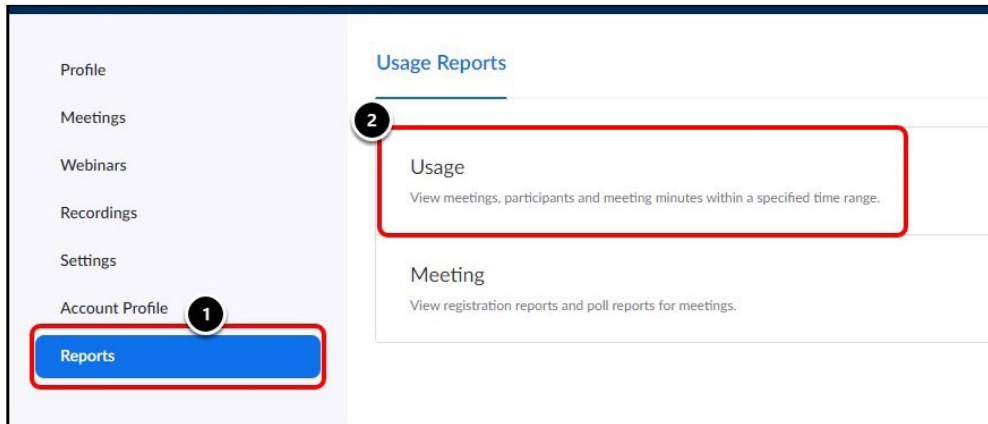 Profile
Meetings
Webinars
Recordings
Settings
Account Profile
1
Reports
Usage Reports
2
Usage
View meetings, participants and meeting minutes within a specified time range.
Meeting
View registration reports and poll reports for meetings.